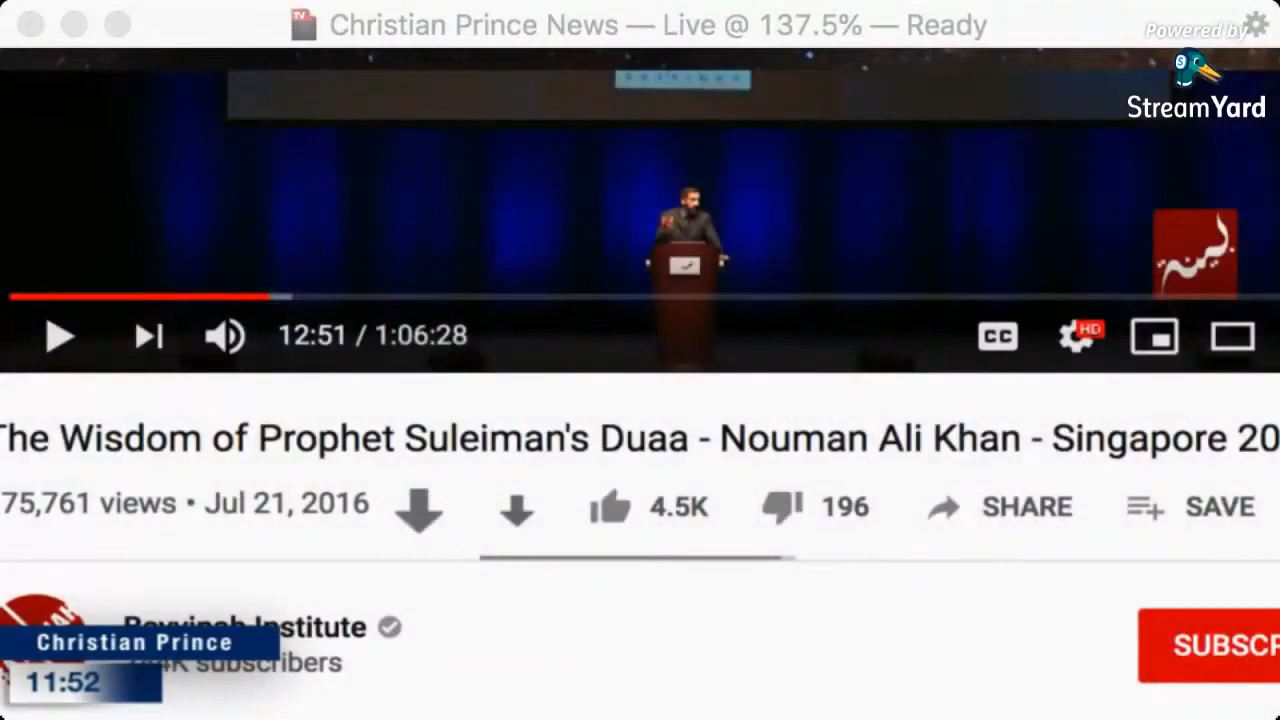 TV Christian Prince News — Live @ 137.5% — Ready
Powered by
StreamYard
لبينة
12:51 / 1:06:28
CC
HD
The Wisdom of Prophet Suleiman's Duaa - Nouman Ali Khan - Singapore 20
75,761 views • Jul 21, 2016
4.5K
196
SHARE
SAVE
Institute
subscribers
SUBSCR
Christian Prince
11:52